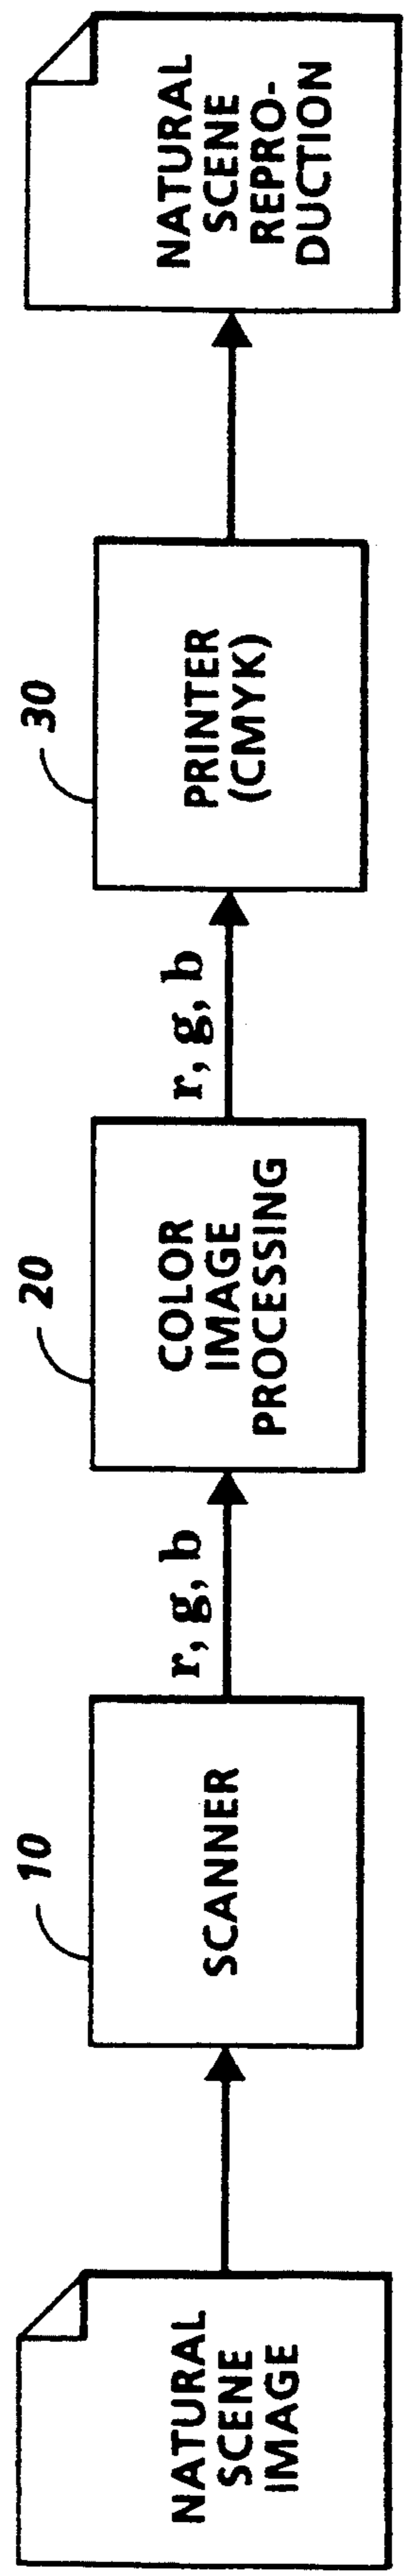 NATURAL
SCENE
IMAGE
10
SCANNER
r, g, b
20
COLOR
IMAGE
PROCESSING
r, g, b
30
PRINTER
(CMYK)
NATURAL
SCENE
REPRO-
DUCTION